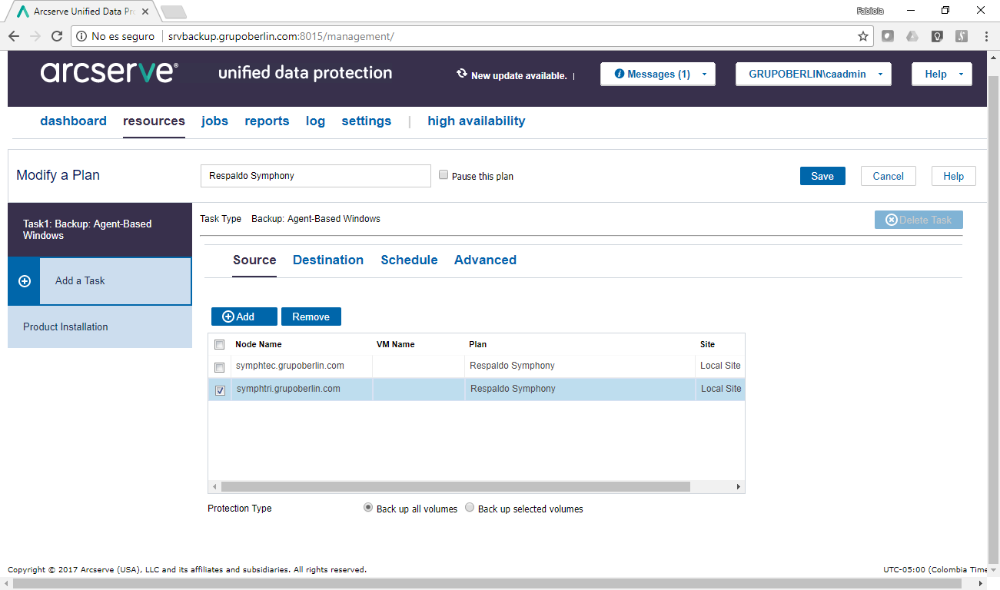 Arcserve Unified Data Pr
Fabiola
No es seguro srvbackup.grupoberlin.com:8015/management/
arcserve® unified data protection New update available. | Messages (1) GRUPOBERLIN\caadmin Help
dashboard resources jobs reports log settings | high availability
Modify a Plan Respaldo Symphony Pause this plan Save Cancel Help
Task1: Backup: Agent-Based
Windows
Add a Task
Product Installation
Task Type Backup: Agent-Based Windows Delete Task
Source Destination Schedule Advanced
Add Remove
Node Name VM Name Plan Site
symphtec.grupoberlin.com Respaldo Symphony Local Site
symphtri.grupoberlin.com Respaldo Symphony Local Site
Protection Type Back up all volumes Back up selected volumes
Copyright © 2017 Arcserve (USA), LLC and its affiliates and subsidiaries. All rights reserved. UTC-05:00 (Colombia Time